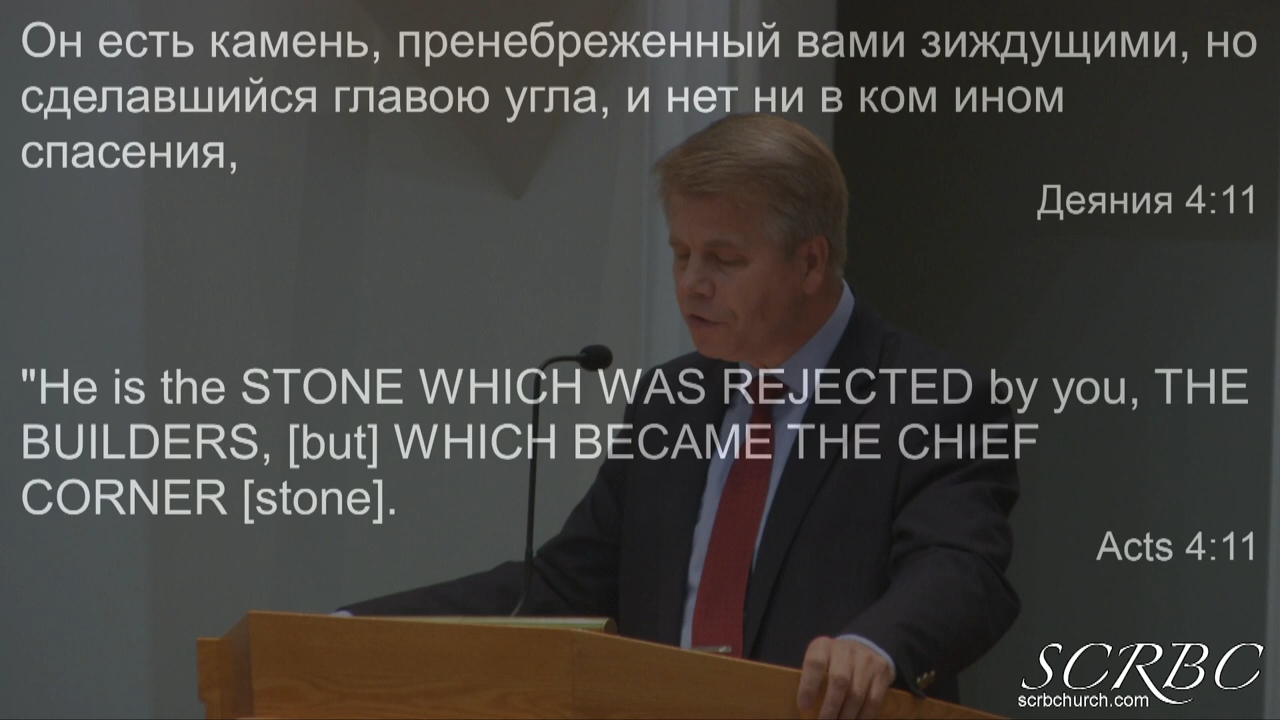 Он есть камень, пренебреженный вами зиждущими, но
сделавшийся главою угла, и нет ни в ком ином
спасения,
Деяния 4:11
"He is the STONE WHICH WAS REJECTED by you, THE
BUILDERS, [but] WHICH BECAME THE CHIEF
CORNER [stone].
Acts 4:11
SCRBC
scrbchurch.com